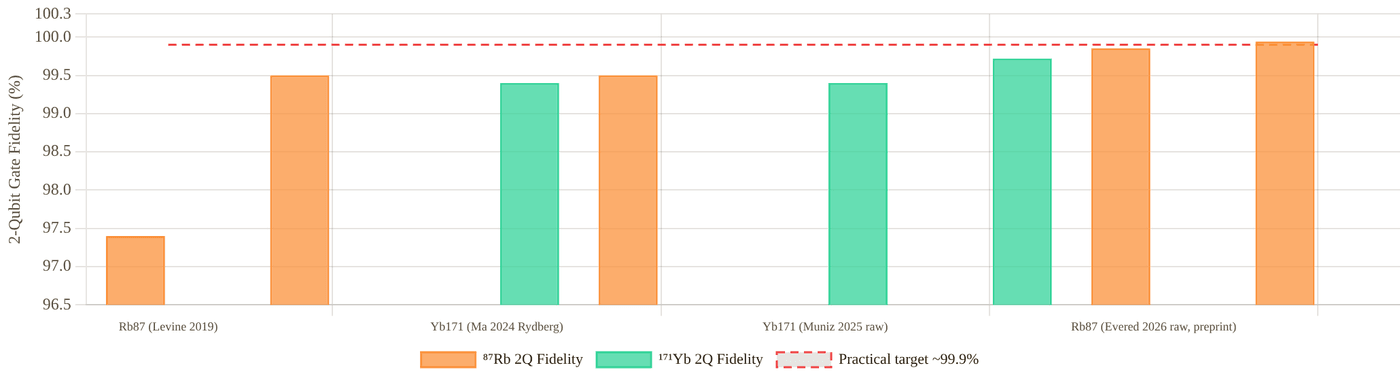 2-Qubit Gate Fidelity (%)
100.3
100.0
99.5
99.0
98.5
98.0
97.5
97.0
96.5
Rb87 (Levine 2019)
Yb171 (Ma 2024 Rydberg)
Yb171 (Muniz 2025 raw)
Rb87 (Evered 2026 raw, preprint)
⁸⁷Rb 2Q Fidelity
¹⁷¹Yb 2Q Fidelity
Practical target ~99.9%